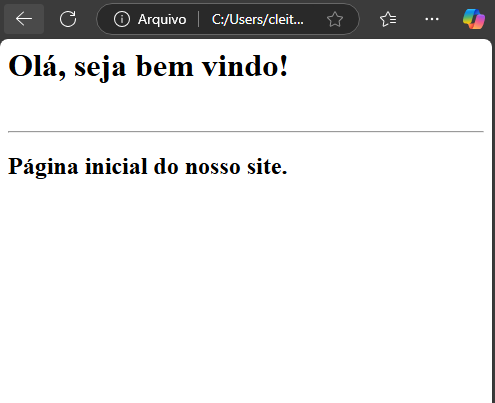 Arquivo C:/Users/cleit...
Olá, seja bem vindo!
Página inicial do nosso site.